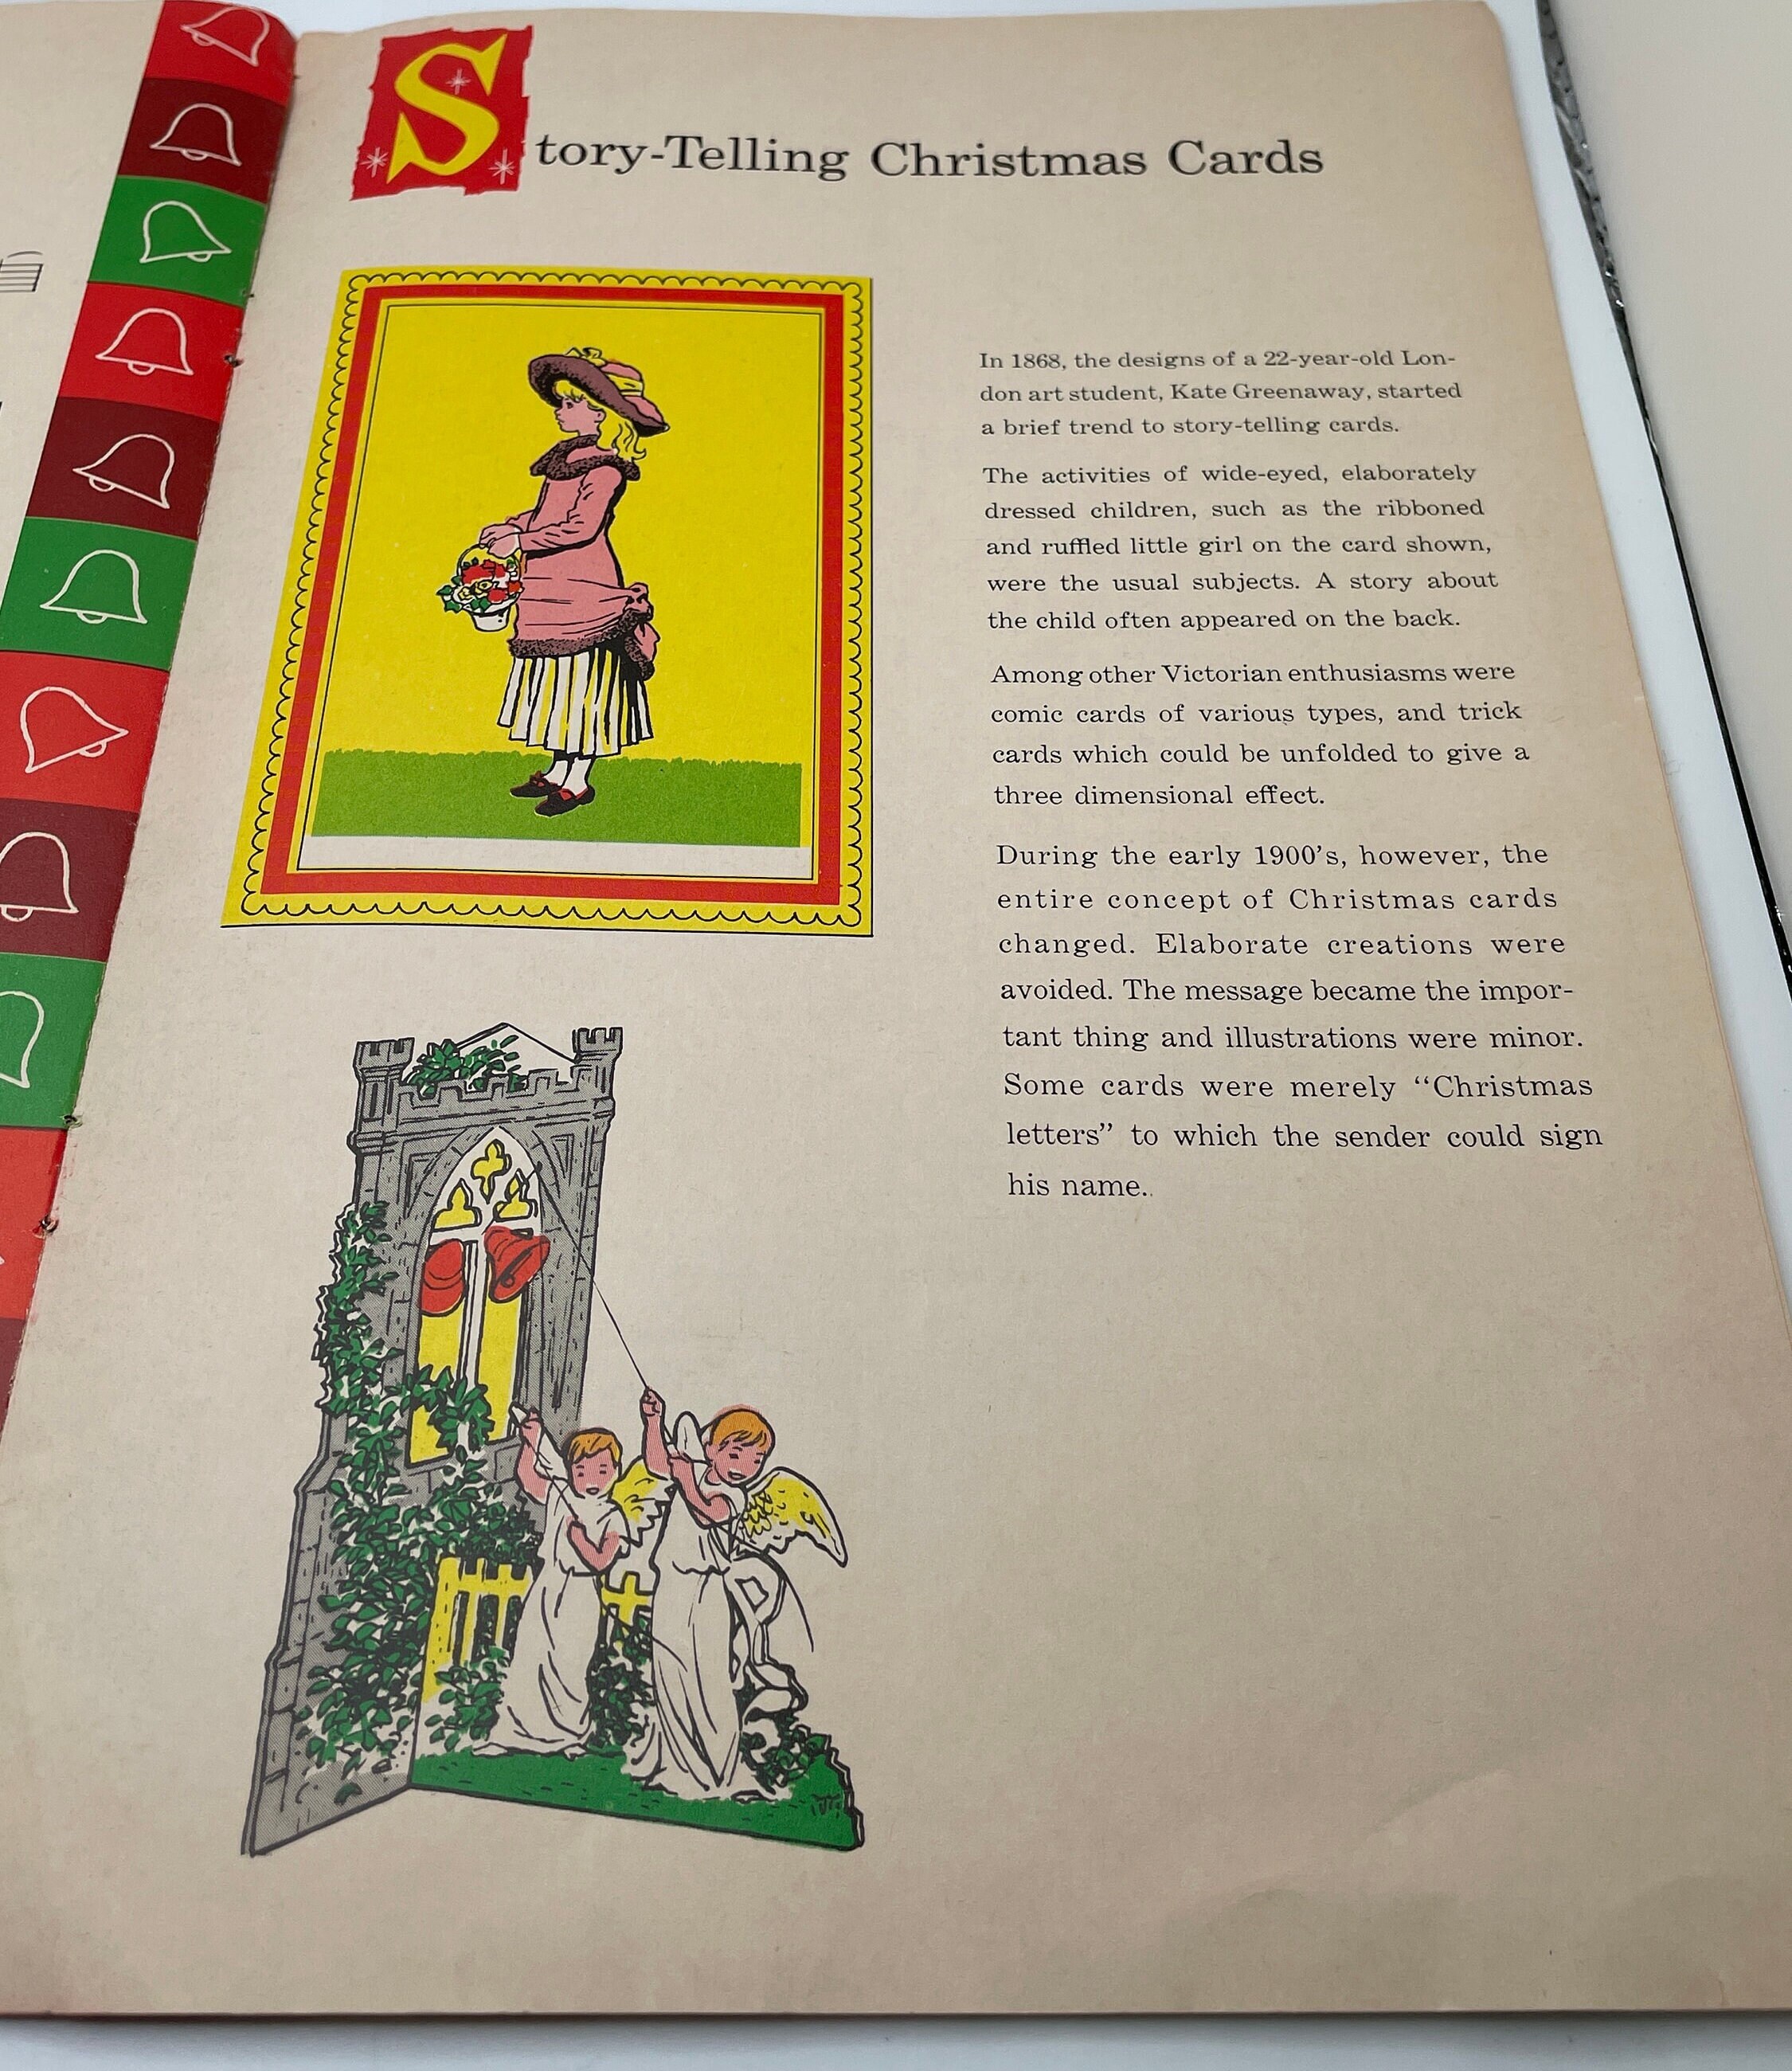 Story-Telling Christmas Cards
In 1868, the designs of a 22-year-old Lon-
don art student, Kate Greenaway, started
a brief trend to story-telling cards.
The activities of wide-eyed, elaborately
dressed children, such as the ribboned
and ruffled little girl on the card shown,
were the usual subjects. A story about
the child often appeared on the back.
Among other Victorian enthusiasms were
comic cards of various types, and trick
cards which could be unfolded to give a
three dimensional effect.
During the early 1900's, however, the
entire concept of Christmas cards
changed. Elaborate creations were
avoided. The message became the impor-
tant thing and illustrations were minor.
Some cards were merely “Christmas
letters” to which the sender could sign
his name.